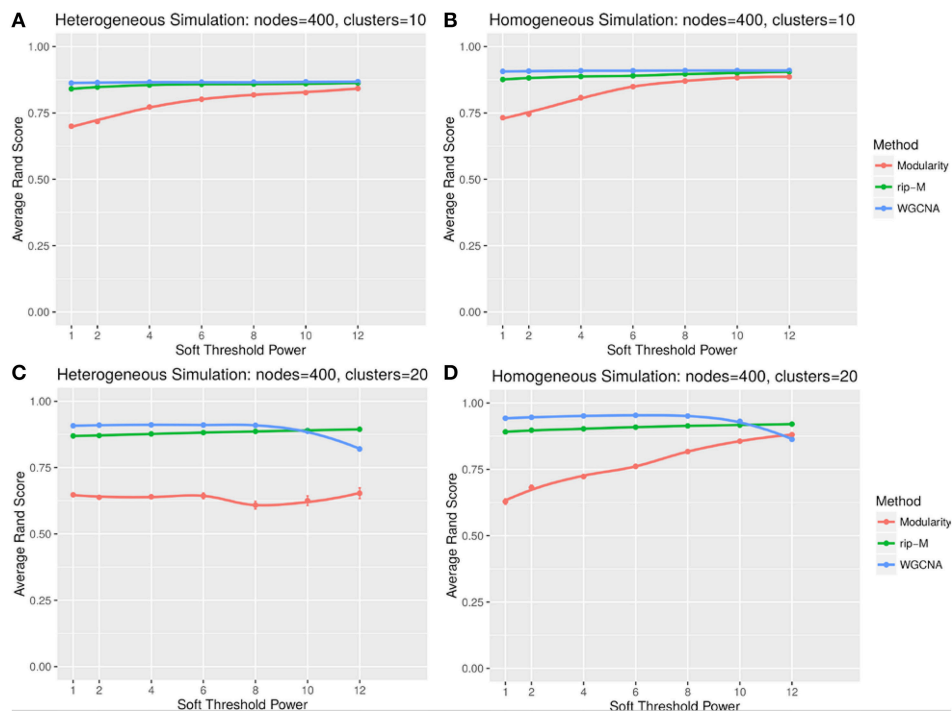 A
Heterogeneous Simulation: nodes=400, clusters=10
1.00
0.75
0.50
0.25
0.00
Average Rand Score
1 2 4 6 8 10 12
Soft Threshold Power
B
Homogeneous Simulation: nodes=400, clusters=10
1.00
0.75
0.50
0.25
0.00
Average Rand Score
1 2 4 6 8 10 12
Soft Threshold Power
Method
Modularity
rip-M
WGCNA
C
Heterogeneous Simulation: nodes=400, clusters=20
1.00
0.75
0.50
0.25
0.00
Average Rand Score
1 2 4 6 8 10 12
Soft Threshold Power
D
Homogeneous Simulation: nodes=400, clusters=20
1.00
0.75
0.50
0.25
0.00
Average Rand Score
1 2 4 6 8 10 12
Soft Threshold Power
Method
Modularity
rip-M
WGCNA